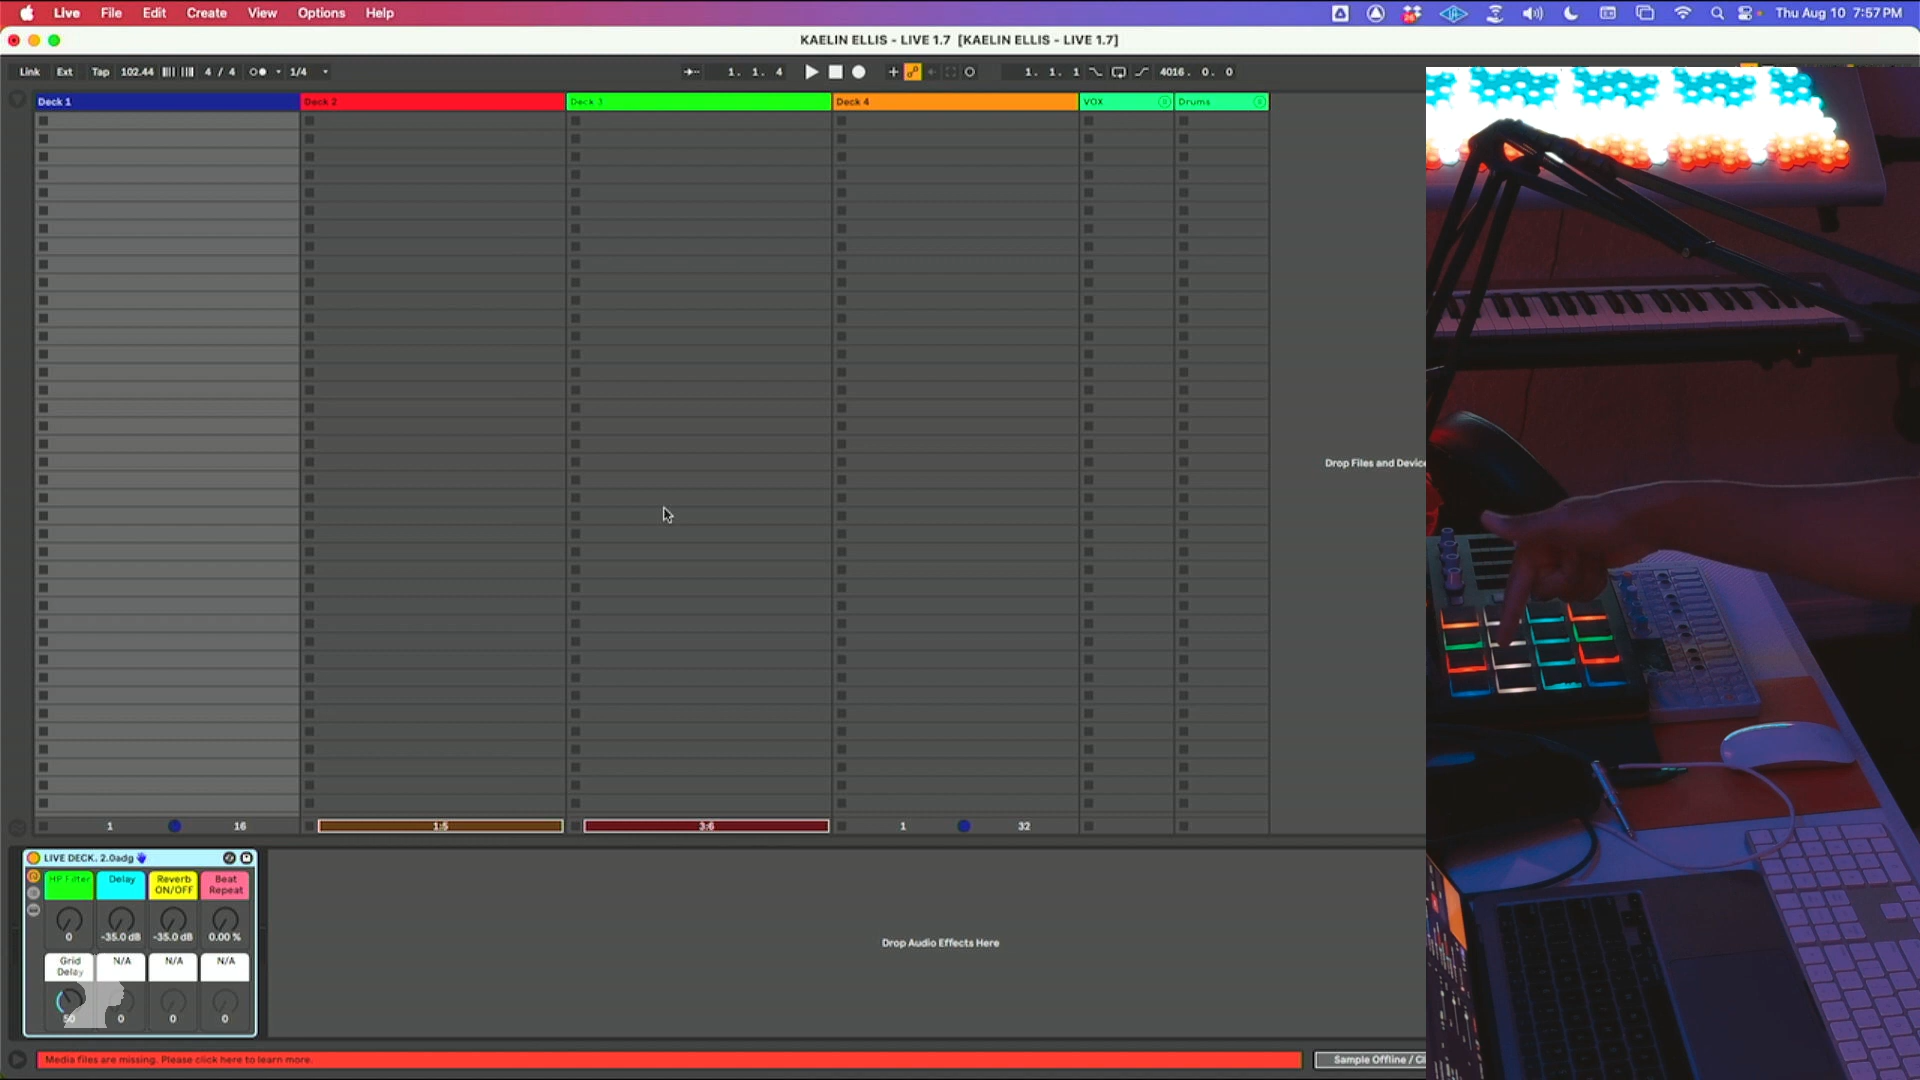 Live File Edit Create View Options Help Thu Aug 10 7:57 PM
KAELIN ELLIS - LIVE 1.7 [KAELIN ELLIS - LIVE 1.7]
Link Ext Tap 102.44 4 / 4 1/4 1. 1. 4 1. 1. 1 4016. 0. 0
Deck 1 Deck 2 Deck 3 Deck 4 VOX Drums
Drop Files and Device
1 16 1:5 3:6 1 32
LIVE DECK. 2.0adg
HP Filter Delay Reverb ON/OFF Beat Repeat
0 -35.0 dB -35.0 dB 0.00 %
Drop Audio Effects Here
Grid Delay N/A N/A N/A
50 0 0 0
Media files are missing. Please click here to learn more.
Sample Offline / Cl